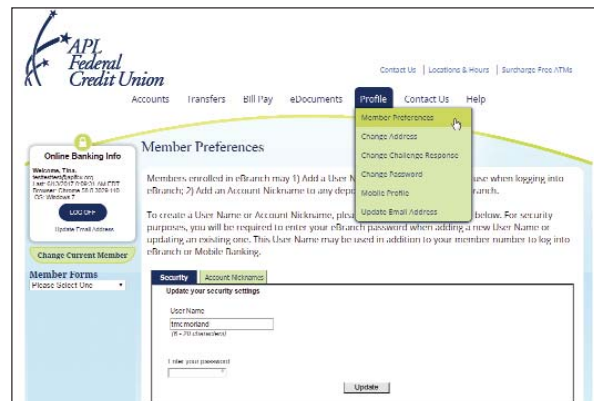 APL
Federal
Credit Union
Contact Us | Locations & Hours | Surcharge Free ATMs
Accounts Transfers Bill Pay eDocuments Profile Contact Us Help
Member Preferences
Change Address
Change Challenge Response
Change Password
Mobile Profile
Update Email Address
Online Banking Info
Welcome, Tina.
LOG OFF
Update Email Address
Change Current Member
Member Forms
Please Select One
Member Preferences
Members enrolled in eBranch may 1) Add a User N use when logging into
eBranch; 2) Add an Account Nickname to any dep ranch.
To create a User Name or Account Nickname, plea below. For security
purposes, you will be required to enter your eBranch password when adding a new User Name or
updating an existing one. This User Name may be used in addition to your member number to log into
eBranch or Mobile Banking.
Security Account Nicknames
Update your security settings
User Name
(6 - 20 characters)
Enter your password
Update